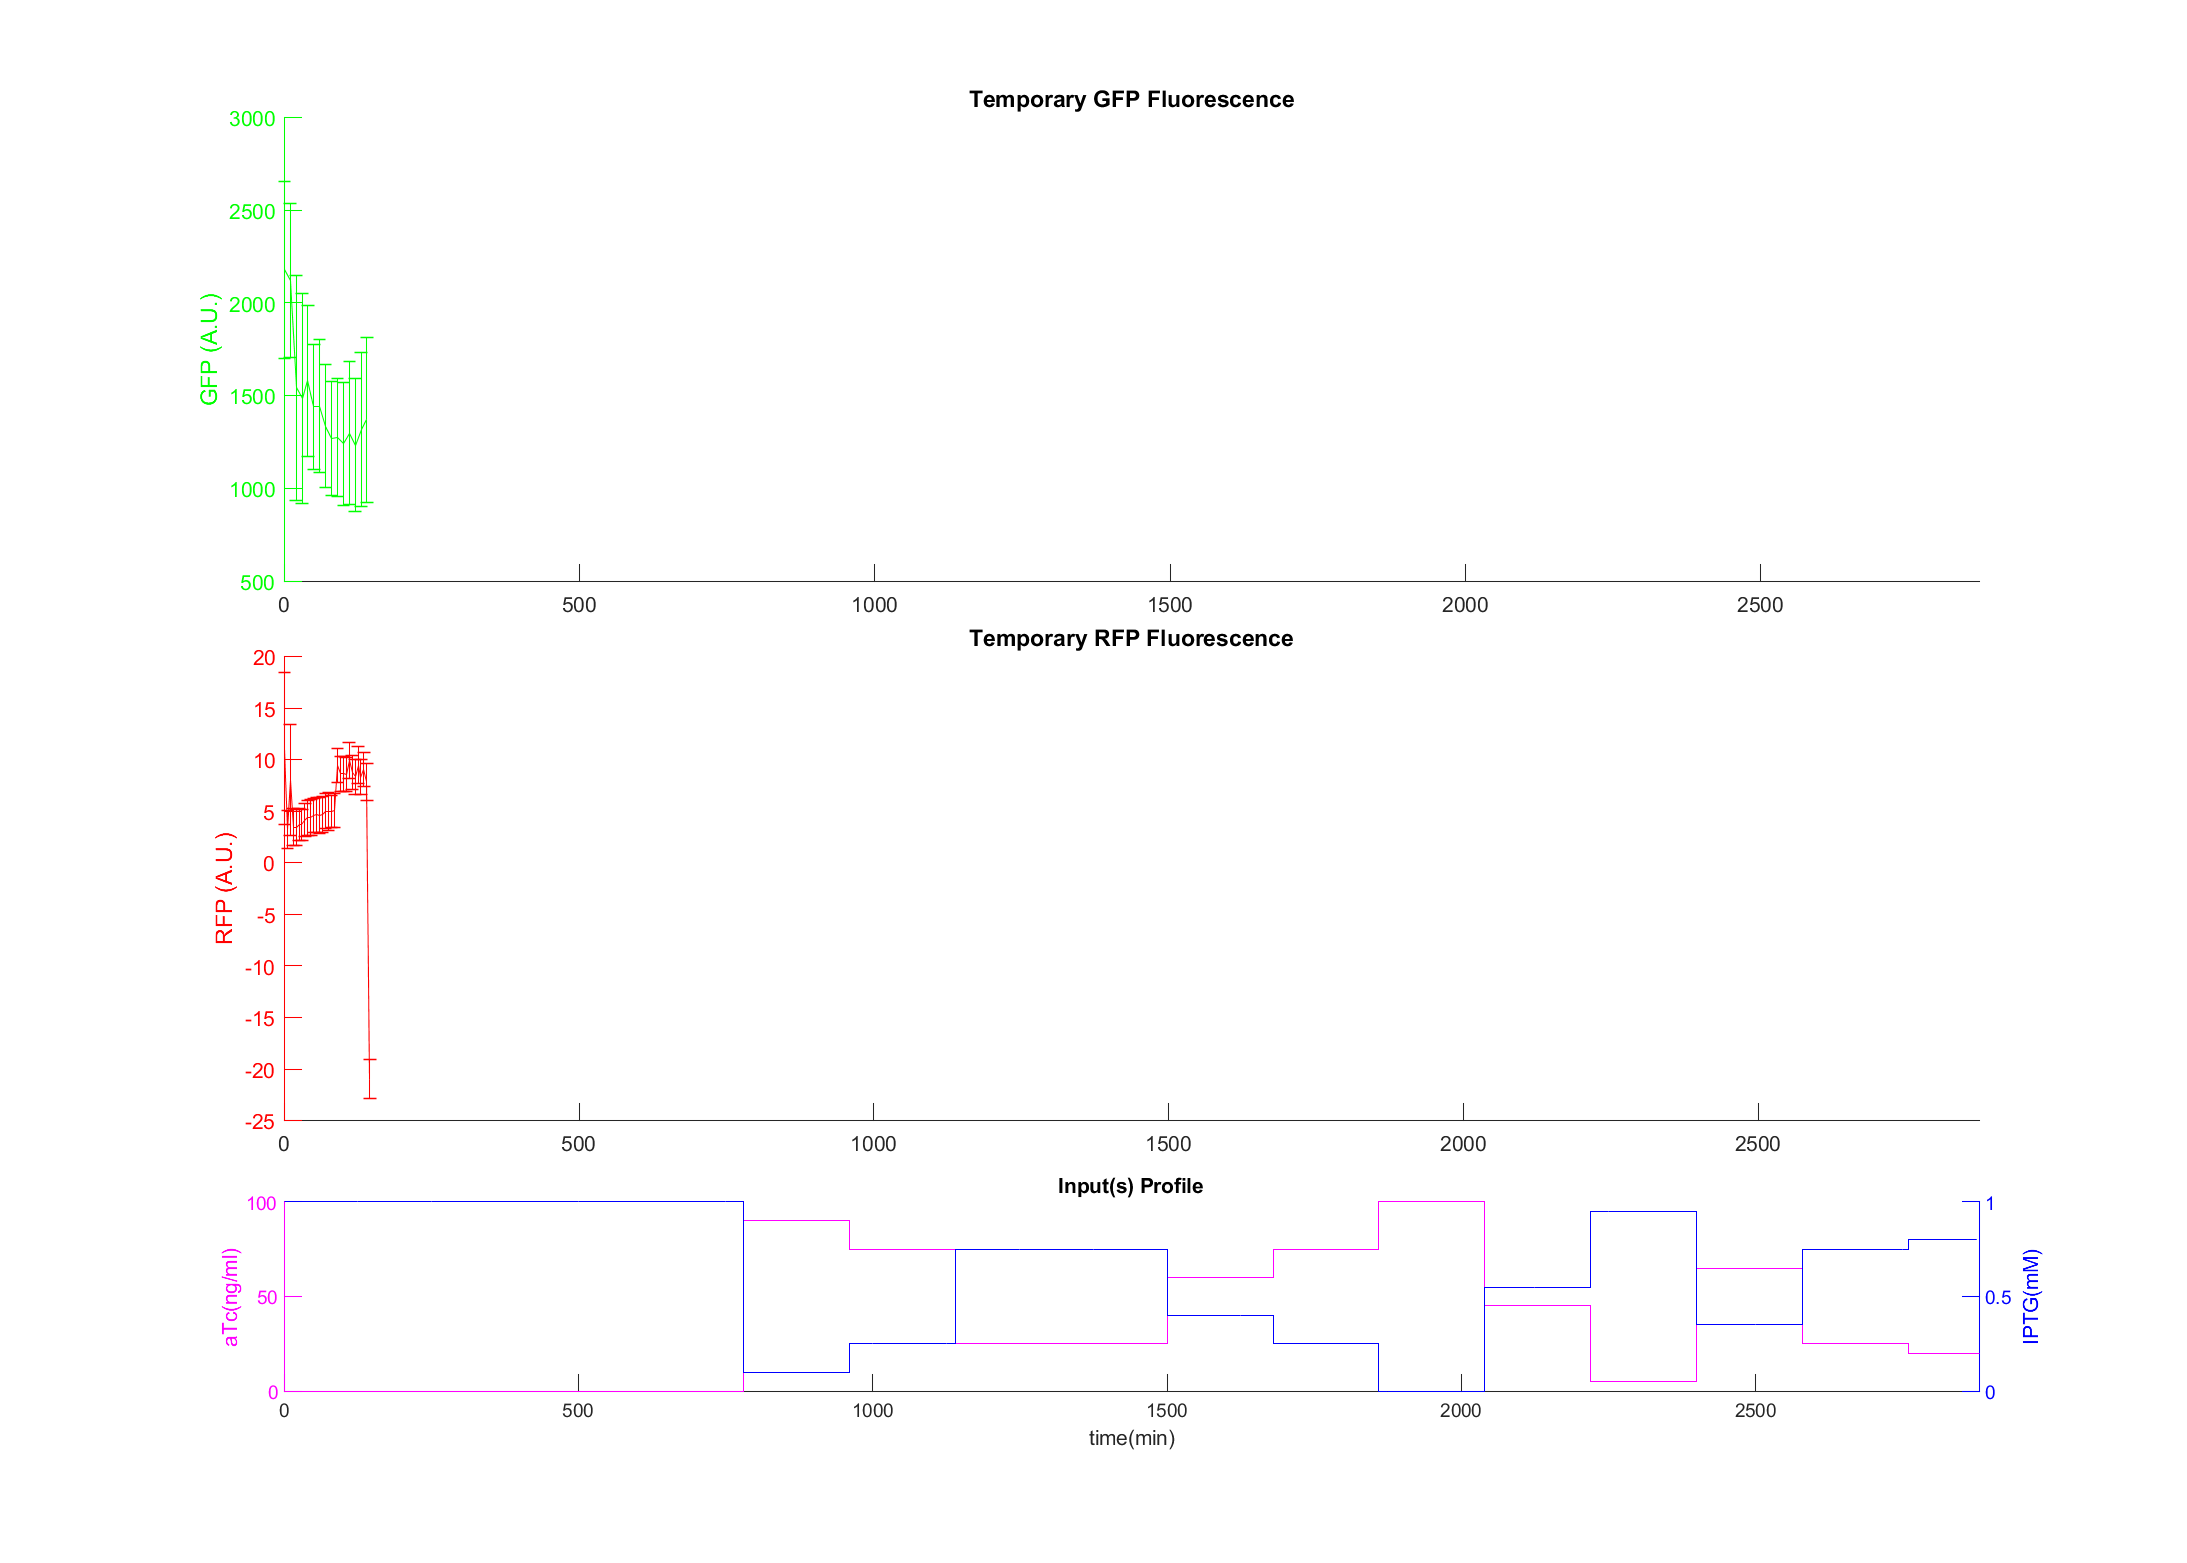 Temporary GFP Fluorescence
3000
2500
2000
1500
1000
500
GFP (A.U.)
0 500 1000 1500 2000 2500
Temporary RFP Fluorescence
20
15
10
5
0
-5
-10
-15
-20
-25
RFP (A.U.)
0 500 1000 1500 2000 2500
Input(s) Profile
100
50
0
aTc(ng/ml)
1
0.5
0
IPTG(mM)
0 500 1000 1500 2000 2500
time(min)